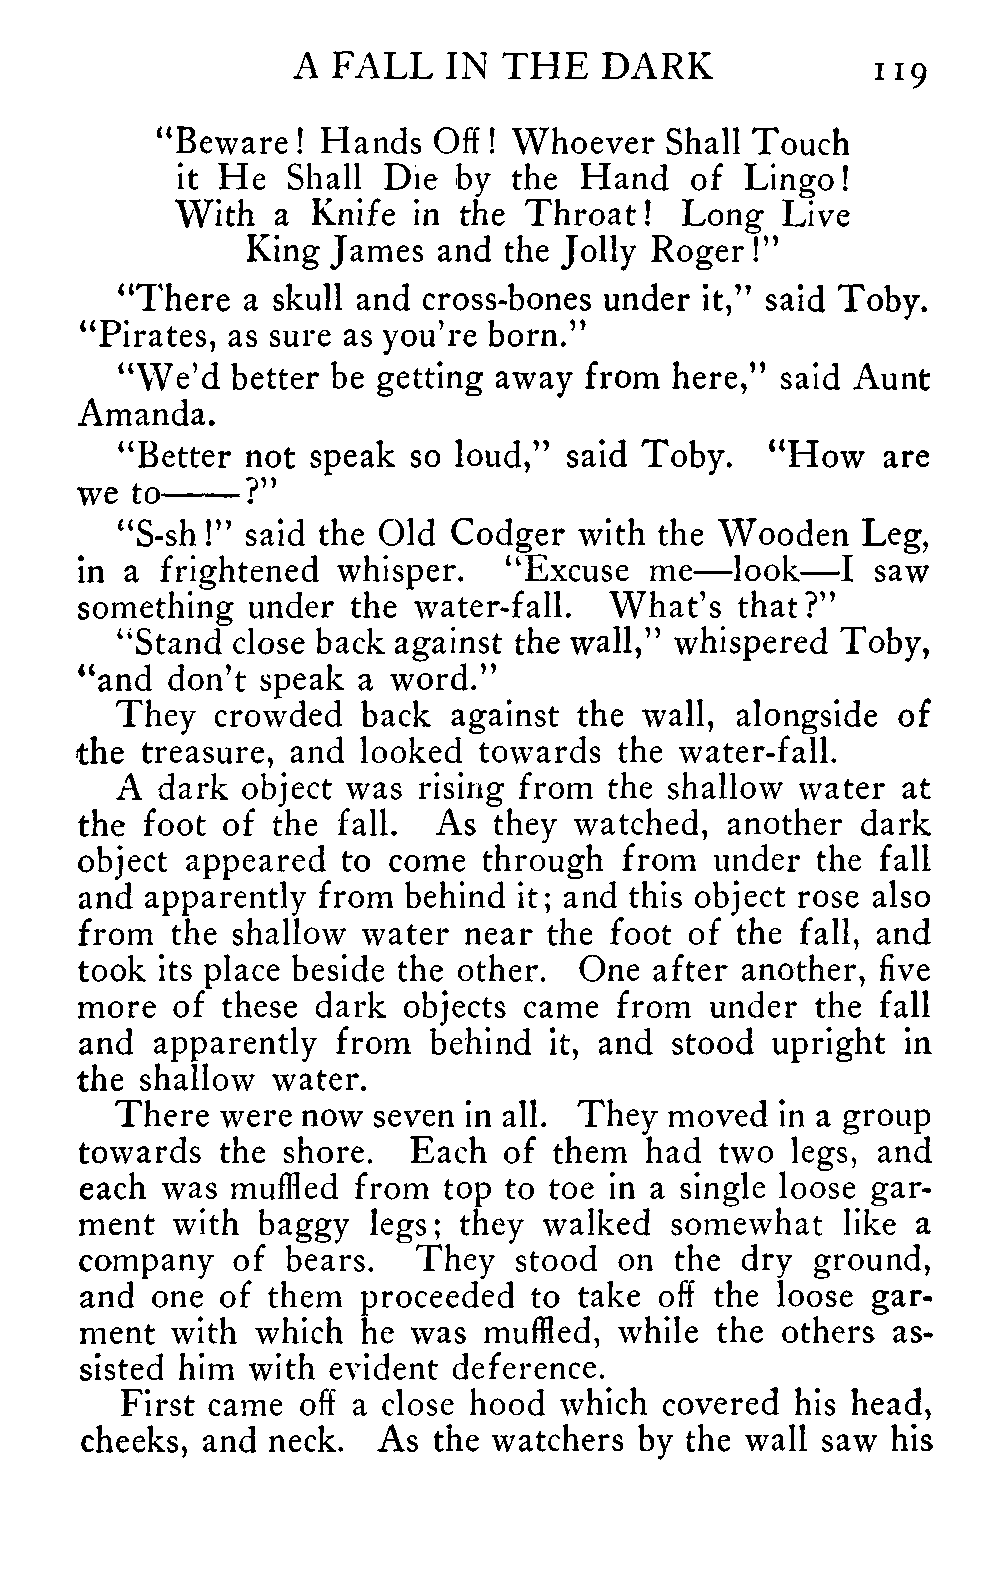 A FALL IN THE DARK 119
"Beware! Hands Off! Whoever Shall Touch
it He Shall Die by the Hand of Lingo!
With a Knife in the Throat! Long Live
King James and the Jolly Roger!"
"There a skull and cross-bones under it," said Toby.
"Pirates, as sure as you're born."
"We'd better be getting away from here," said Aunt
Amanda.
"Better not speak so loud," said Toby. "How are
we to——?"
"S-sh!" said the Old Codger with the Wooden Leg,
in a frightened whisper. "Excuse me—look—I saw
something under the water-fall. What's that?"
"Stand close back against the wall," whispered Toby,
"and don't speak a word."
They crowded back against the wall, alongside of
the treasure, and looked towards the water-fall.
A dark object was rising from the shallow water at
the foot of the fall. As they watched, another dark
object appeared to come through from under the fall
and apparently from behind it; and this object rose also
from the shallow water near the foot of the fall, and
took its place beside the other. One after another, five
more of these dark objects came from under the fall
and apparently from behind it, and stood upright in
the shallow water.
There were now seven in all. They moved in a group
towards the shore. Each of them had two legs, and
each was muffled from top to toe in a single loose gar-
ment with baggy legs; they walked somewhat like a
company of bears. They stood on the dry ground,
and one of them proceeded to take off the loose gar-
ment with which he was muffled, while the others as-
sisted him with evident deference.
First came off a close hood which covered his head,
cheeks, and neck. As the watchers by the wall saw his